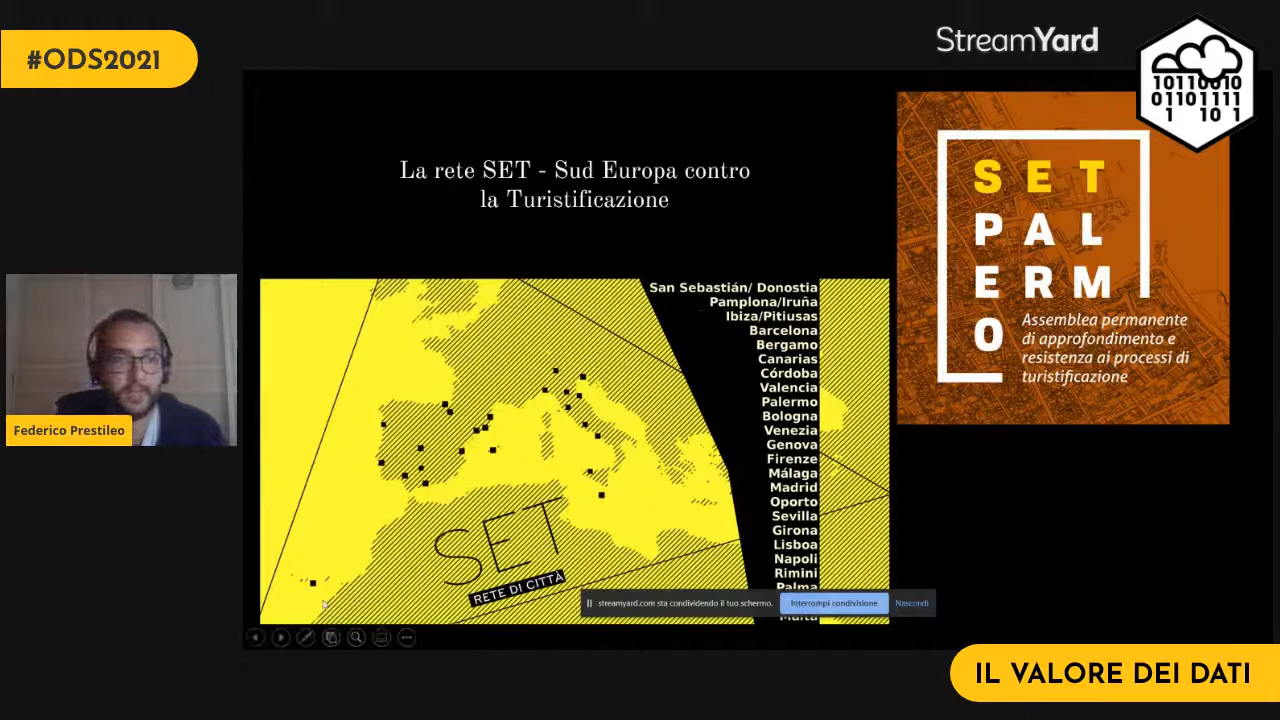 #ODS2021
StreamYard
10110010
01101111
1 10 1
La rete SET - Sud Europa contro
la Turistificazione
SET
PAL
ERM
O
Assemblea permanente
di approfondimento e
resistenza ai processi di
turistificazione
San Sebastián/ Donostia
Pamplona/Iruña
Ibiza/Pitiusas
Barcelona
Bergamo
Canarias
Córdoba
Valencia
Palermo
Bologna
Venezia
Genova
Firenze
Málaga
Madrid
Oporto
Sevilla
Girona
Lisboa
Napoli
Rimini
Palma
Malta
SET
RETE DI CITTÀ
streamyard.com sta condividendo il tuo schermo.
Interrompi condivisione
Nascondi
Federico Prestileo
IL VALORE DEI DATI